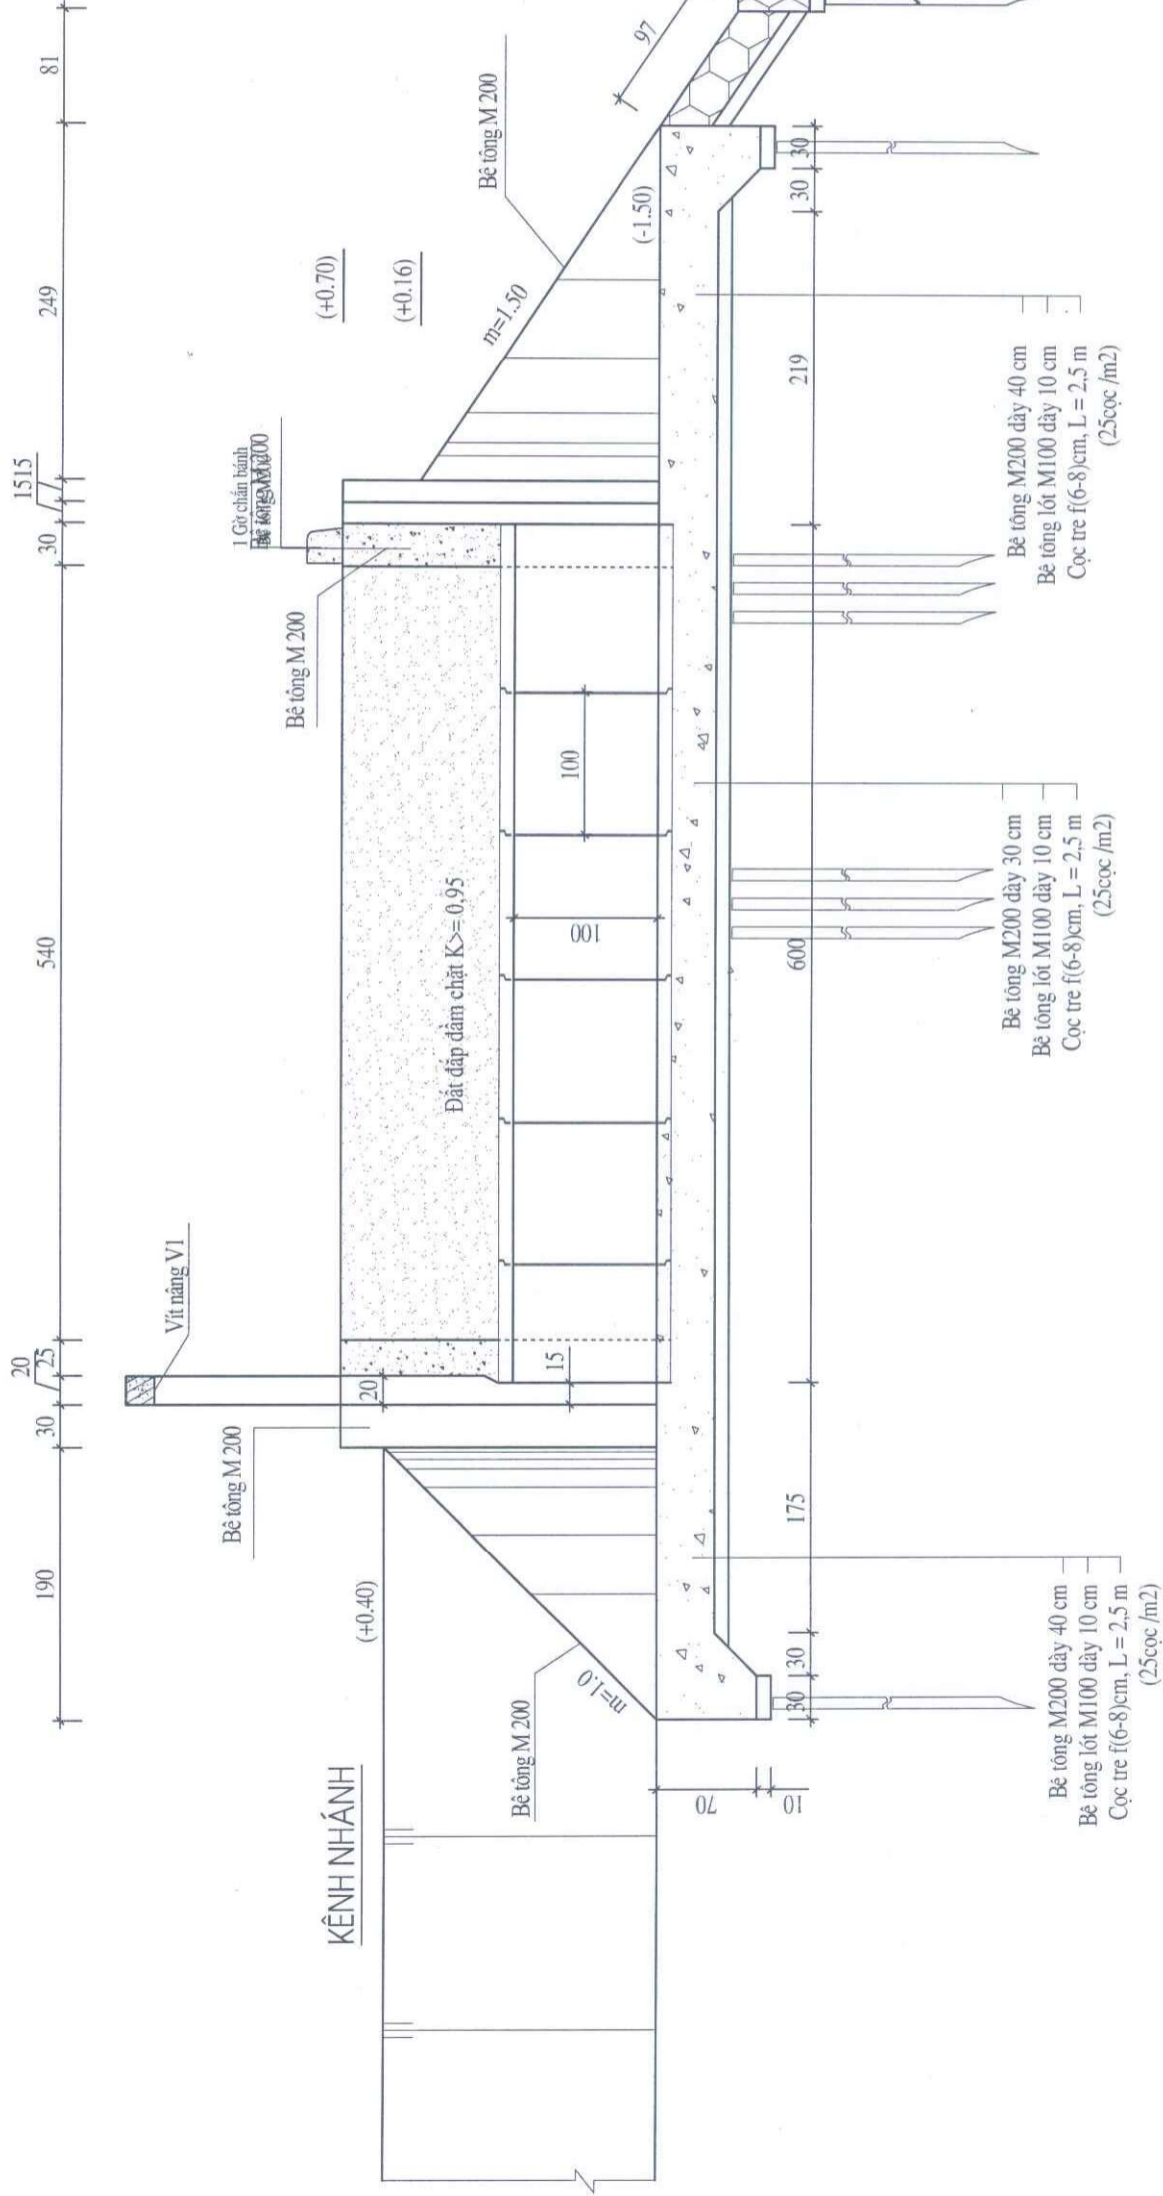 190
30
20
25
540
30
1515
249
81
Vít nâng V1
Bê tông M 200
1 Gờ chắn bánh
Bê tông M 200
Bê tông M 200
(+0.70)
(+0.16)
Bê tông M 200
97
KÊNH NHÁNH
(+0.40)
20
Đất đắp đầm chặt K>= 0,95
m=1.50
Bê tông M 200
m=1.0
15
100
100
(-1.50)
70
10
30
30
175
600
219
30
30
Bê tông M200 dày 40 cm
Bê tông lót M100 dày 10 cm
Cọc tre f(6-8)cm, L = 2,5 m
(25cọc /m2)
Bê tông M200 dày 30 cm
Bê tông lót M100 dày 10 cm
Cọc tre f(6-8)cm, L = 2,5 m
(25cọc /m2)
Bê tông M200 dày 40 cm
Bê tông lót M100 dày 10 cm
Cọc tre f(6-8)cm, L = 2,5 m
(25cọc /m2)